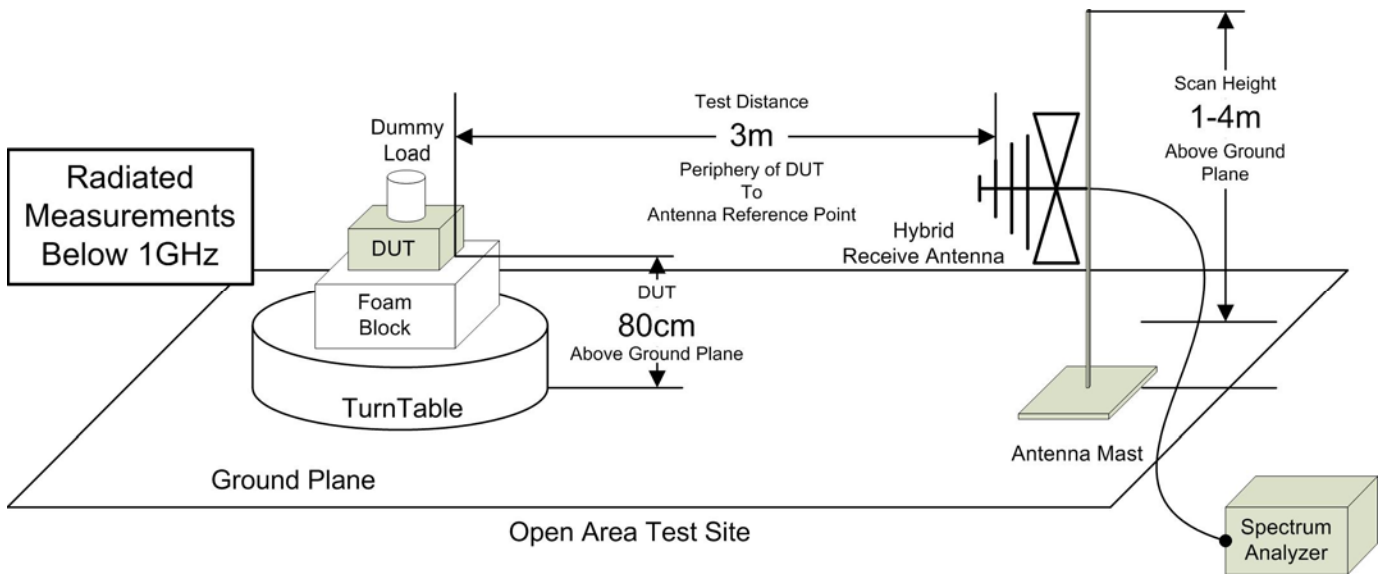 Radiated
Measurements
Below 1GHz
Dummy
Load
DUT
Foam
Block
TurnTable
Ground Plane
Test Distance
3m
Periphery of DUT
To
Antenna Reference Point
DUT
80cm
Above Ground Plane
Hybrid
Receive Antenna
Scan Height
1-4m
Above Ground
Plane
Antenna Mast
Open Area Test Site
Spectrum
Analyzer